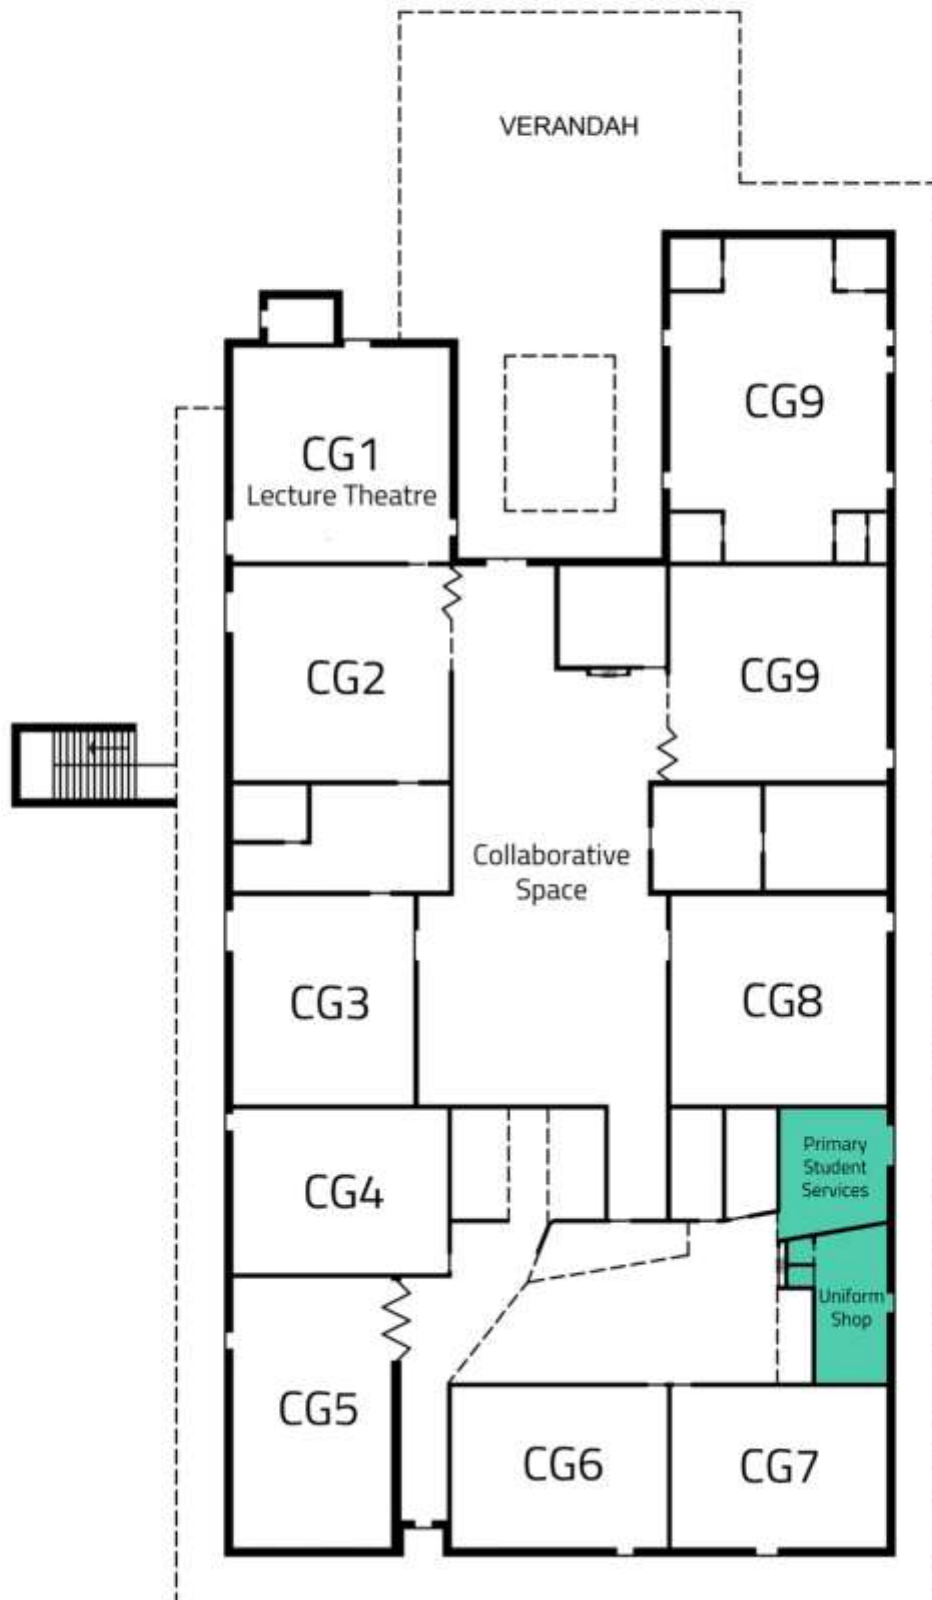 VERANDAH
CG9
CG1
Lecture Theatre
CG2
CG9
Collaborative
Space
CG3
CG8
Primary
Student
Services
CG4
Uniform
Shop
CG5
CG6
CG7